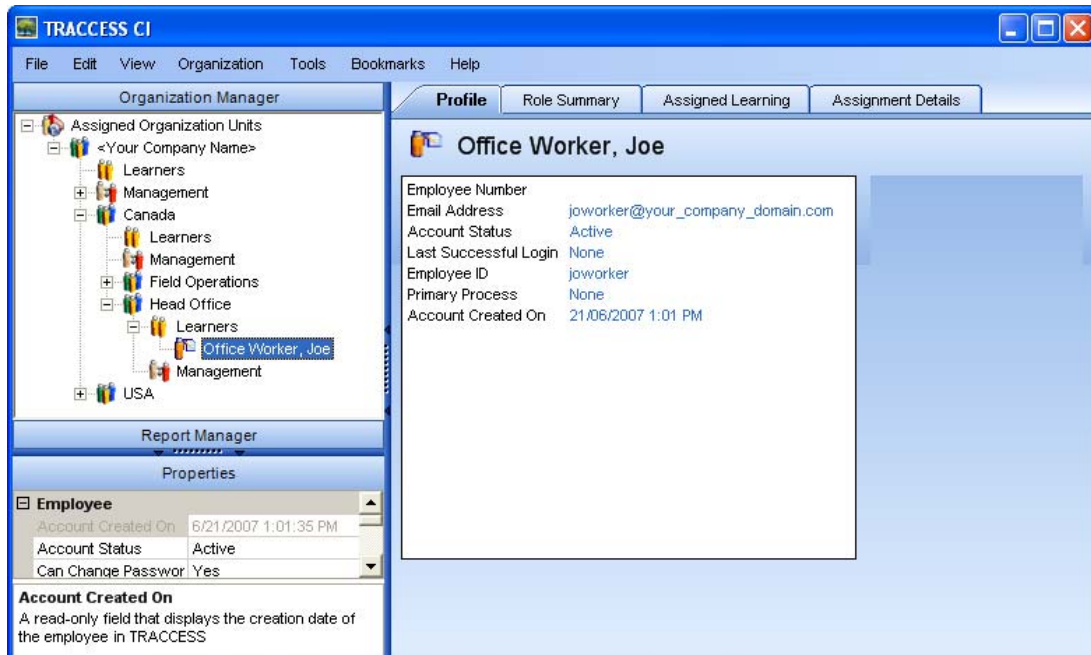 TRACCESS CI
File Edit View Organization Tools Bookmarks Help
Organization Manager
Assigned Organization Units
<Your Company Name>
Learners
Management
Canada
Learners
Management
Field Operations
Head Office
Learners
Office Worker, Joe
Management
USA
Report Manager
Properties
Employee
Account Created On 6/21/2007 1:01:35 PM
Account Status Active
Can Change Passwor Yes
Account Created On
A read-only field that displays the creation date of
the employee in TRACCESS
Profile Role Summary Assigned Learning Assignment Details
Office Worker, Joe
Employee Number
Email Address joworker@your_company_domain.com
Account Status Active
Last Successful Login None
Employee ID joworker
Primary Process None
Account Created On 21/06/2007 1:01 PM